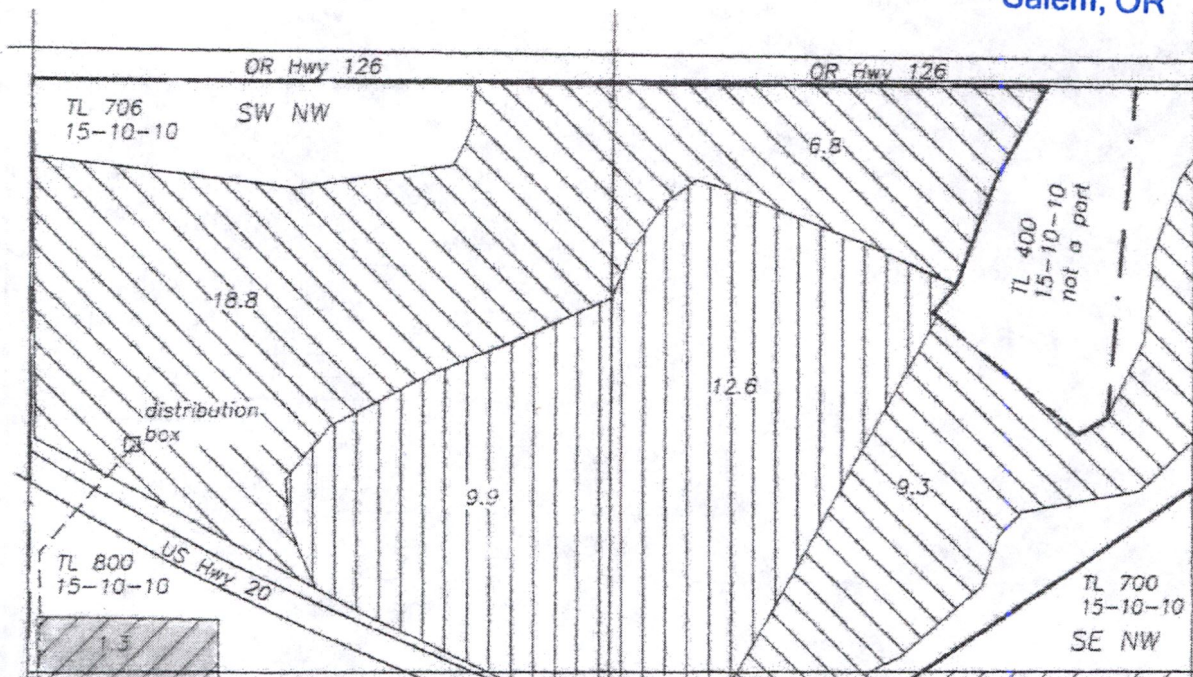 Salem, OR
OR Hwy 126
OR Hwy 126
TL 706
15-10-10
SW NW
6.8
TL 400
15-10-10
not a part
18.8
12.6
distribution
box
9.9
9.3
US Hwy 20
TL 800
15-10-10
TL 700
15-10-10
SE NW
1.3